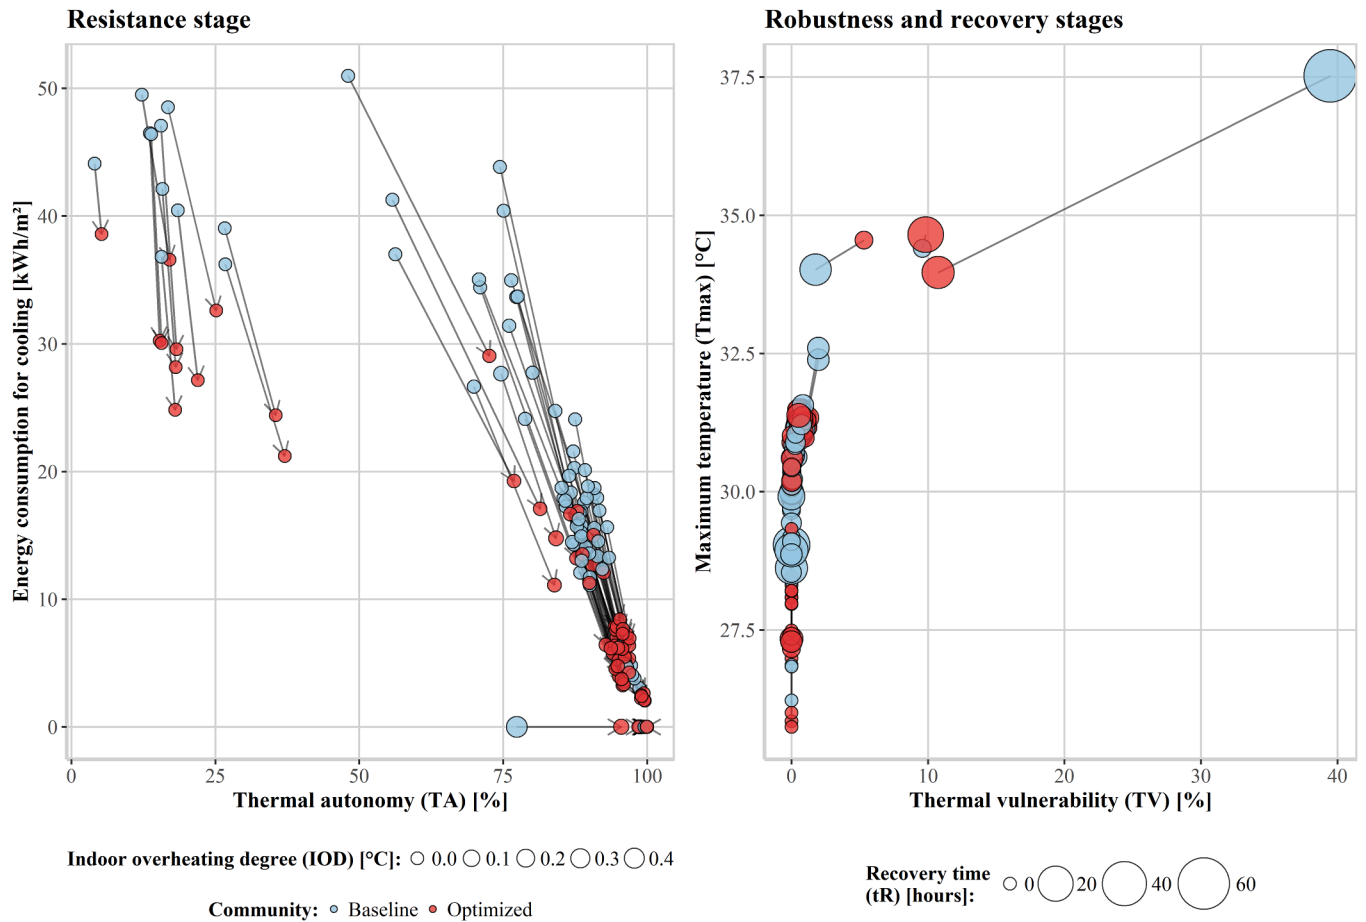 Resistance stage
Energy consumption for cooling [kWh/m²]
50
40
30
20
10
0
0 25 50 75 100
Thermal autonomy (TA) [%]
Indoor overheating degree (IOD) [°C]: 0.0 0.1 0.2 0.3 0.4
Community: Baseline Optimized
Robustness and recovery stages
Maximum temperature (Tmax) [°C]
37.5
35.0
32.5
30.0
27.5
0 10 20 30 40
Thermal vulnerability (TV) [%]
Recovery time
(tR) [hours]: 0 20 40 60